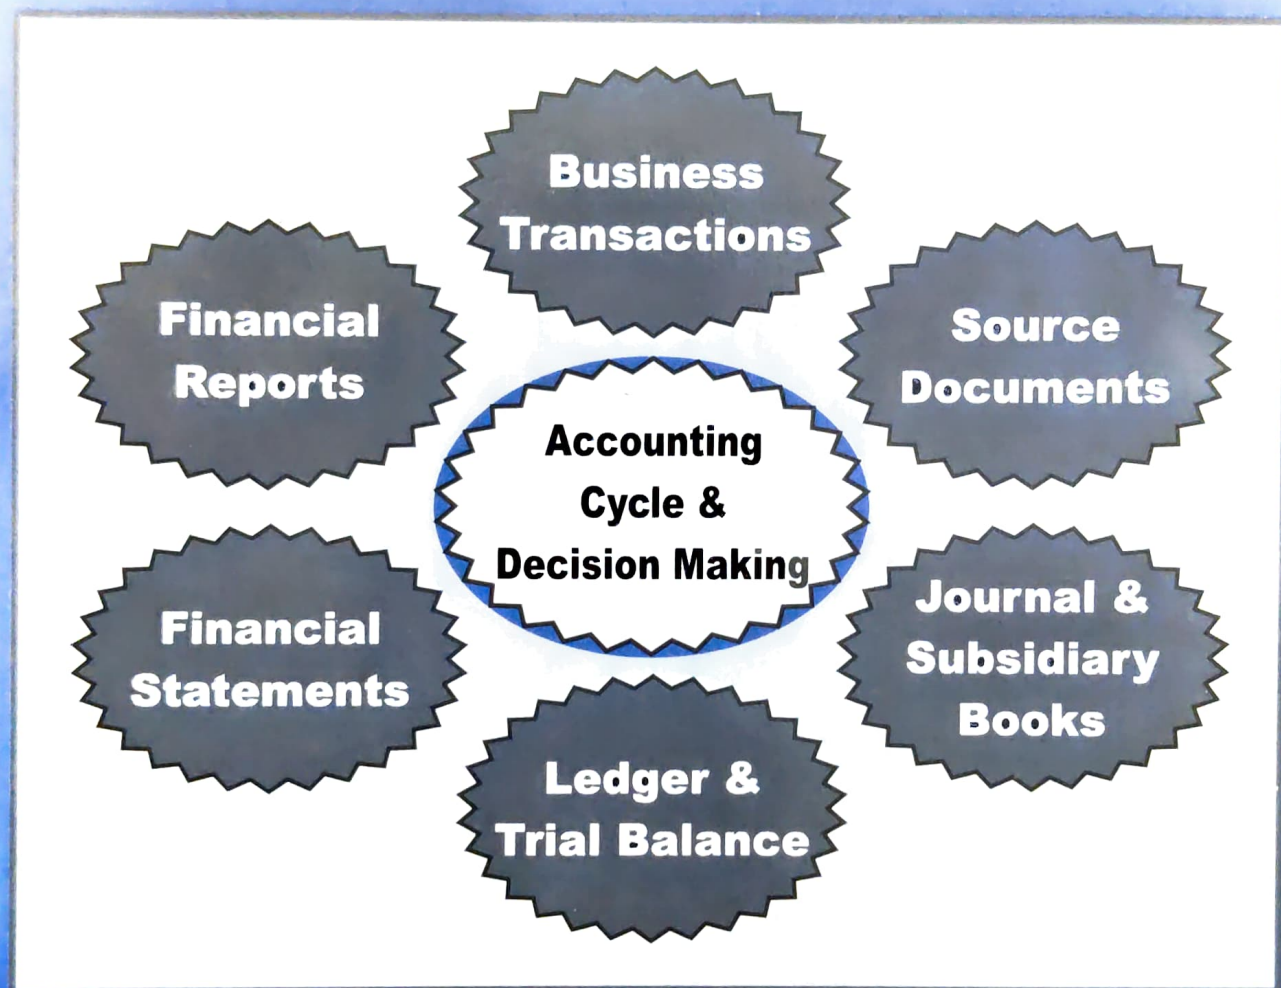 Business
Transactions
Financial
Reports
Source
Documents
Accounting
Cycle &
Decision Making
Financial
Statements
Journal &
Subsidiary
Books
Ledger &
Trial Balance